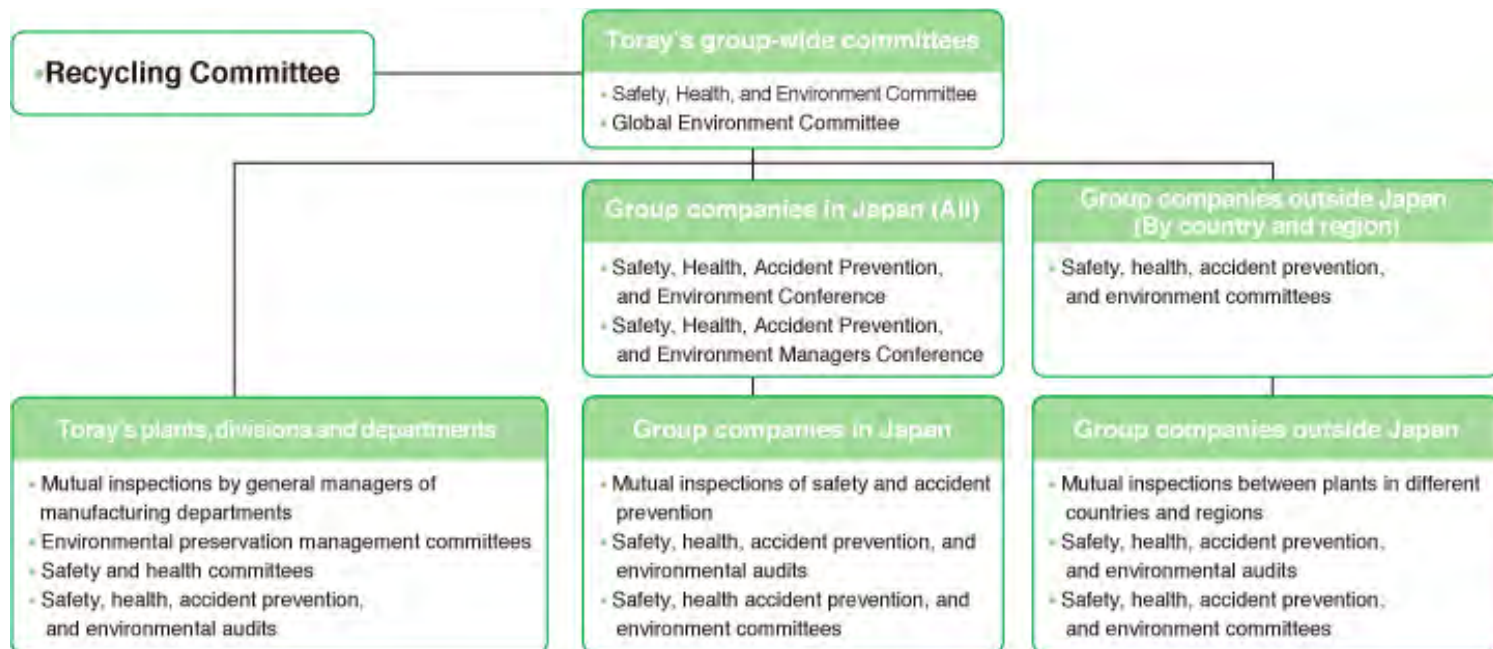 •Recycling Committee
Toray's group-wide committees
• Safety, Health, and Environment Committee
• Global Environment Committee
Group companies in Japan (All)
• Safety, Health, Accident Prevention,
and Environment Conference
• Safety, Health, Accident Prevention,
and Environment Managers Conference
Group companies outside Japan
(By country and region)
• Safety, health, accident prevention,
and environment committees
Toray's plants, divisions and departments
• Mutual inspections by general managers of
manufacturing departments
• Environmental preservation management committees
• Safety and health committees
• Safety, health, accident prevention,
and environmental audits
Group companies in Japan
• Mutual inspections of safety and accident
prevention
• Safety, health, accident prevention, and
environmental audits
• Safety, health accident prevention, and
environment committees
Group companies outside Japan
• Mutual inspections between plants in different
countries and regions
• Safety, health, accident prevention,
and environmental audits
• Safety, health, accident prevention,
and environment committees